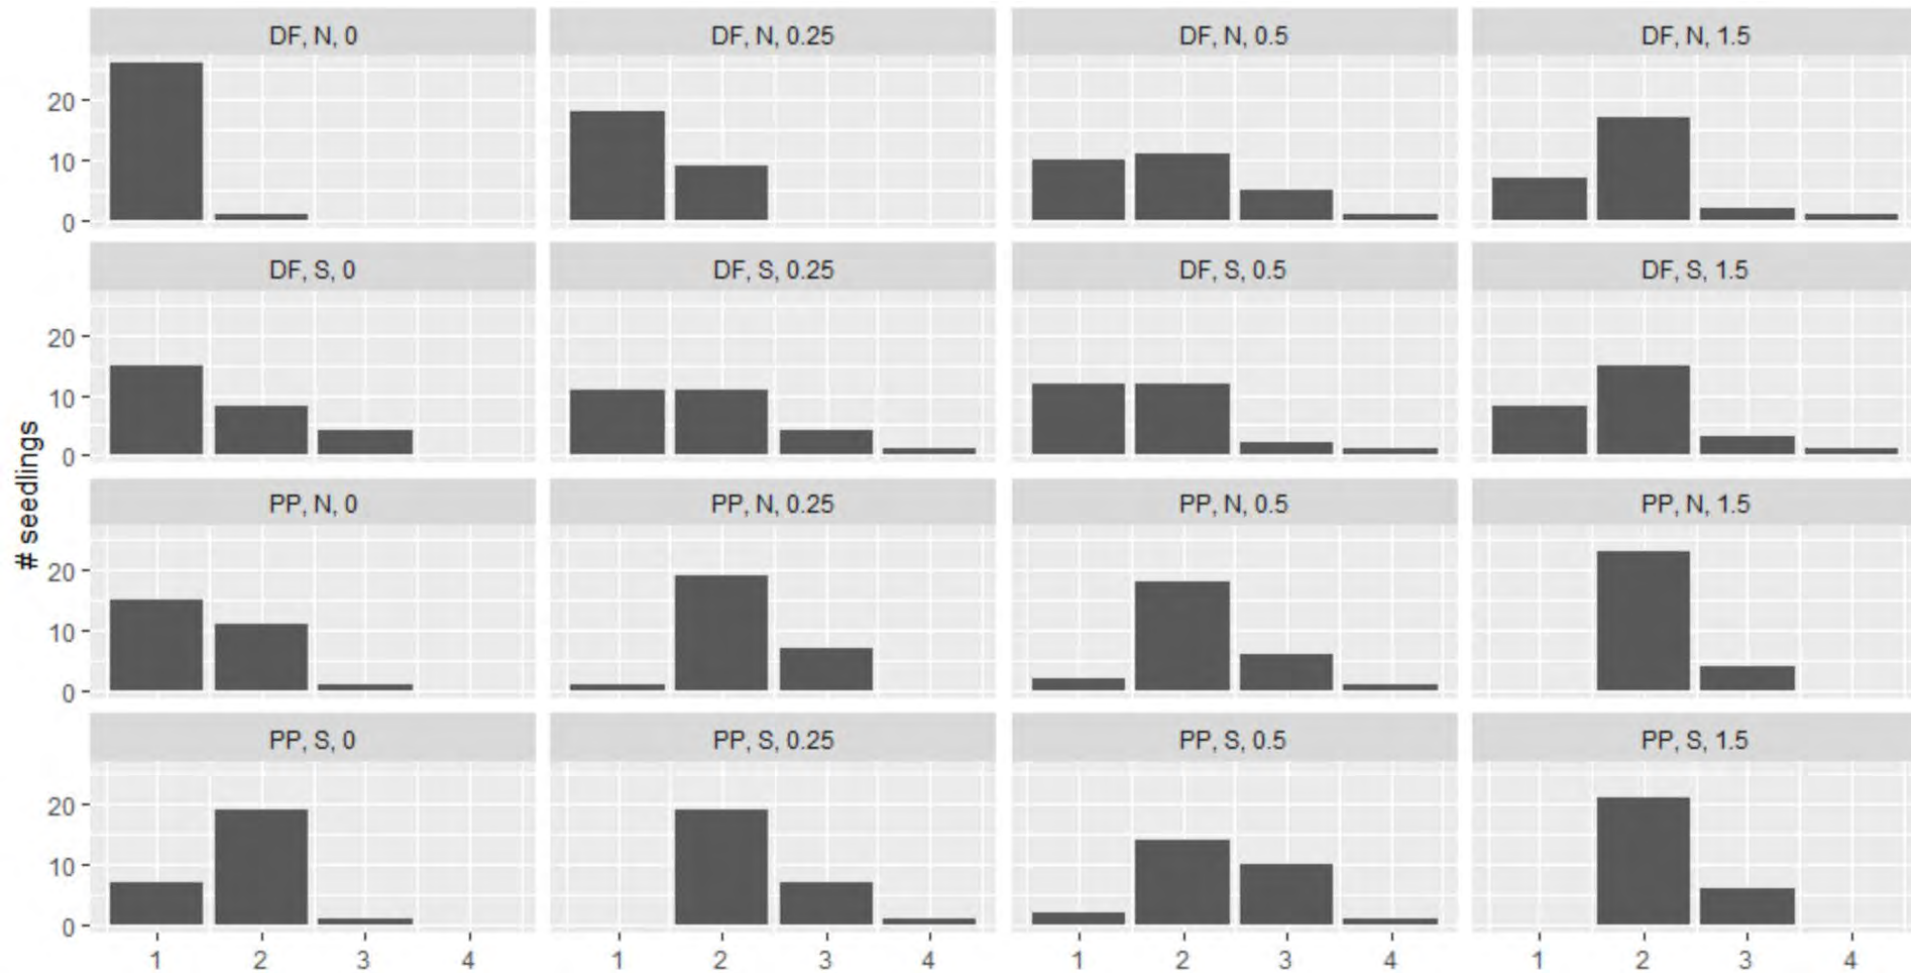 DF, N, 0 DF, N, 0.25 DF, N, 0.5 DF, N, 1.5
20
10
0
DF, S, 0 DF, S, 0.25 DF, S, 0.5 DF, S, 1.5
20
10
0
# seedlings
PP, N, 0 PP, N, 0.25 PP, N, 0.5 PP, N, 1.5
20
10
0
PP, S, 0 PP, S, 0.25 PP, S, 0.5 PP, S, 1.5
20
10
0
1 2 3 4 1 2 3 4 1 2 3 4 1 2 3 4